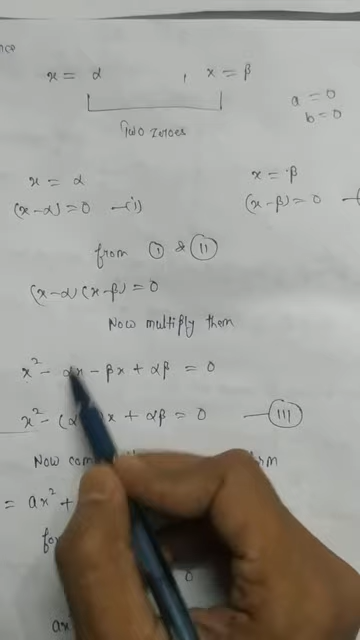 x = α , x = β
Two zeroes
a = 0
b = 0
x = α
x = β
(x-α) = 0 —(i)
(x-β) = 0
from (I) & (II)
(x-α)(x-β) = 0
Now multiply them
x² - αx - βx + αβ = 0
x² - (α x + αβ = 0 —(III)
Now
= ax² +
0